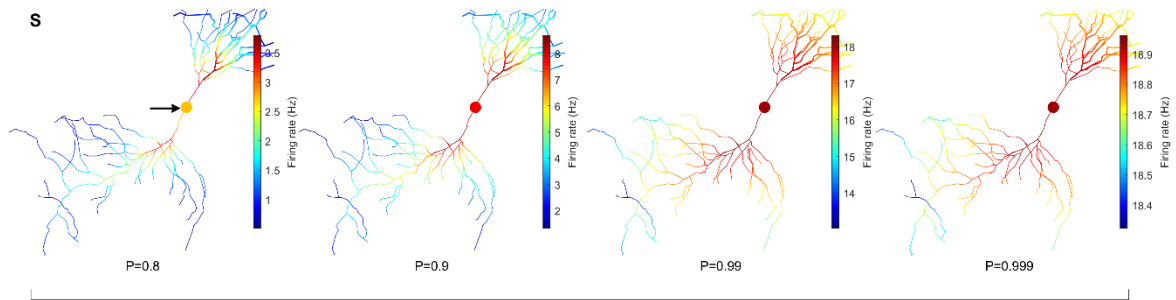 S
3.5
3
2.5
2
1.5
1
Firing rate (Hz)
P=0.8
8
7
6
5
4
3
2
Firing rate (Hz)
P=0.9
18
17
16
15
14
Firing rate (Hz)
P=0.99
18.9
18.8
18.7
18.6
18.5
18.4
Firing rate (Hz)
P=0.999